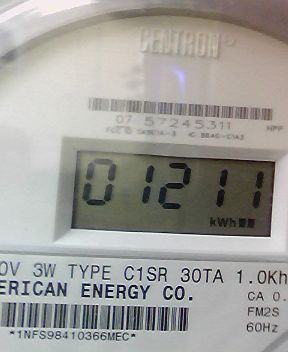 CENTRON
07 57245311
HPP
01211
kWh
0V 3W TYPE C1SR 30TA 1.0Kh
ERICAN ENERGY CO.
CA 0.
FM2S
60Hz
*1NFS98410366MEC*